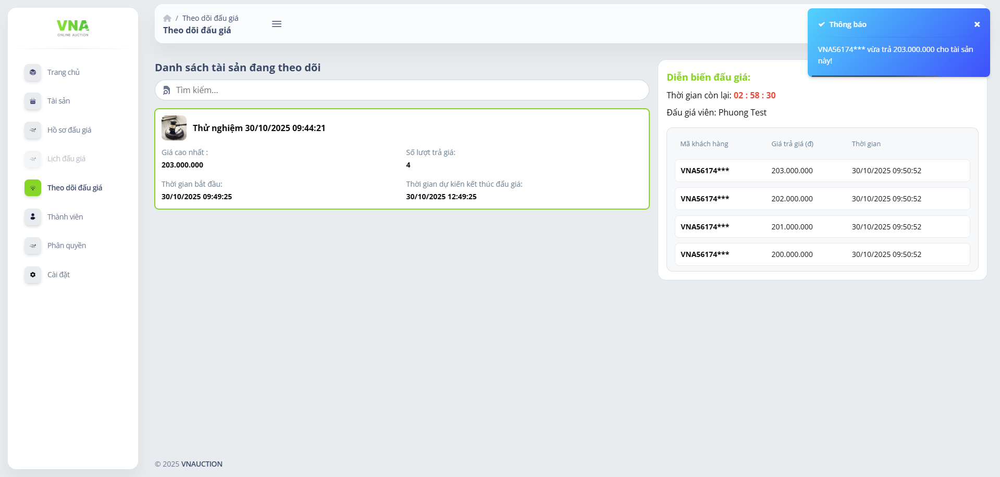 VNA
ONLINE AUCTION
Trang chủ
Tài sản
Hồ sơ đấu giá
Lịch đấu giá
Theo dõi đấu giá
Thành viên
Phân quyền
Cài đặt
/ Theo dõi đấu giá
Theo dõi đấu giá
Danh sách tài sản đang theo dõi
Tìm kiếm...
Thử nghiệm 30/10/2025 09:44:21
Giá cao nhất :
203.000.000
Số lượt trả giá:
4
Thời gian bắt đầu:
30/10/2025 09:49:25
Thời gian dự kiến kết thúc đấu giá:
30/10/2025 12:49:25
Thông báo
VNA56174*** vừa trả 203.000.000 cho tài sản
này!
Diễn biến đấu giá:
Thời gian còn lại: 02 : 58 : 30
Đấu giá viên: Phuong Test
Mã khách hàng Giá trả giá (đ) Thời gian
VNA56174*** 203.000.000 30/10/2025 09:50:52
VNA56174*** 202.000.000 30/10/2025 09:50:52
VNA56174*** 201.000.000 30/10/2025 09:50:52
VNA56174*** 200.000.000 30/10/2025 09:50:52
© 2025 VNAUCTION